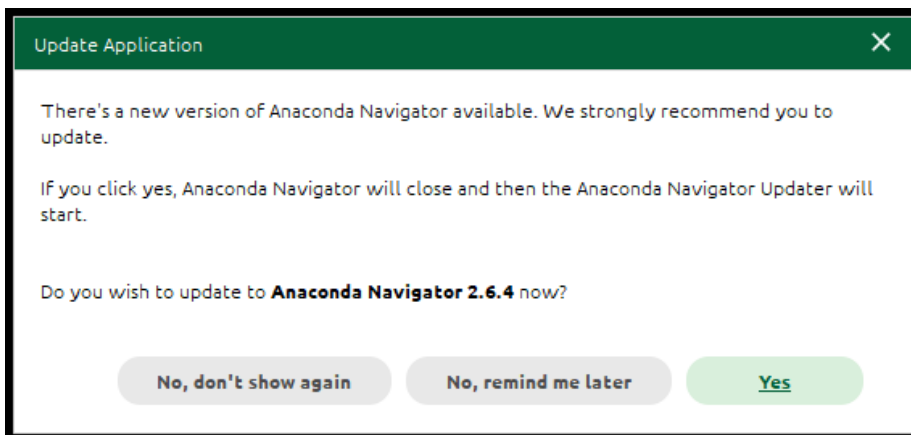 Update Application
There's a new version of Anaconda Navigator available. We strongly recommend you to
update.
If you click yes, Anaconda Navigator will close and then the Anaconda Navigator Updater will
start.
Do you wish to update to Anaconda Navigator 2.6.4 now?
No, don't show again
No, remind me later
Yes